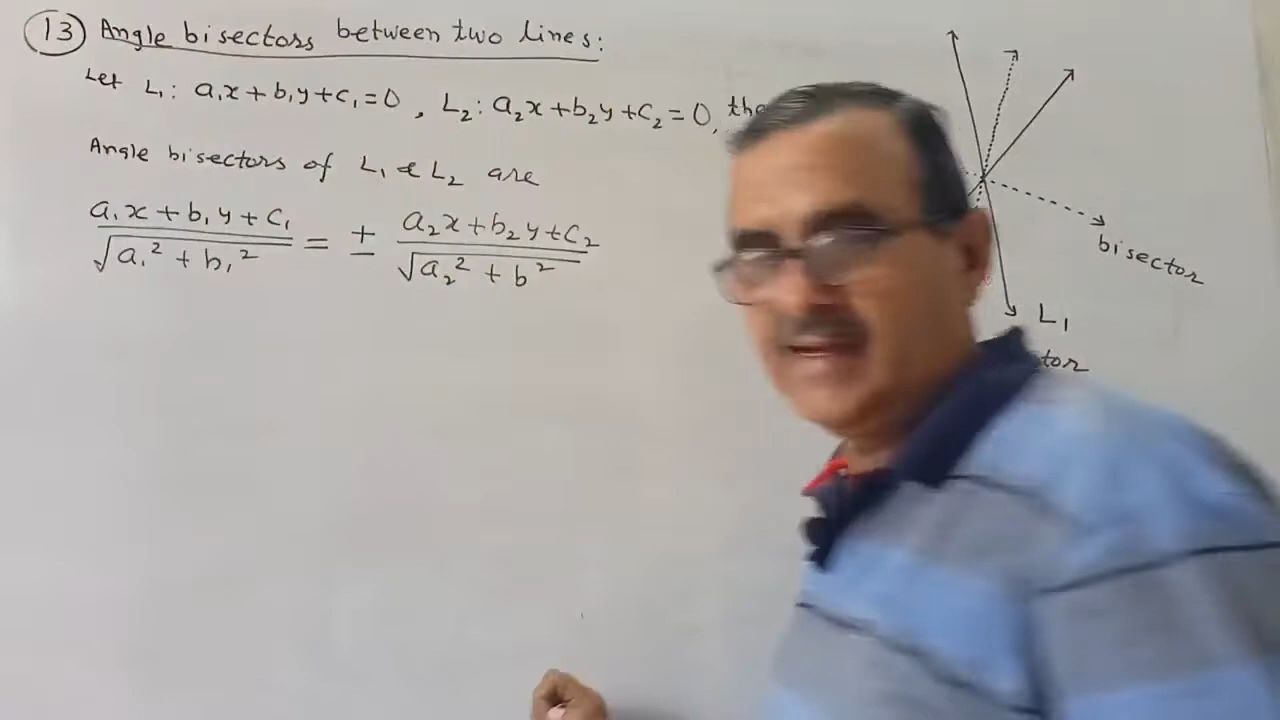 13 Angle bisectors between two lines:
Let L₁: a₁x + b₁y + c₁ = 0, L₂: a₂x + b₂y + c₂ = 0,
Angle bisectors of L₁ & L₂ are
(a₁x + b₁y + c₁)/√(a₁² + b₁²) = ± (a₂x + b₂y + c₂)/√(a₂² + b²)
bisector
L₁